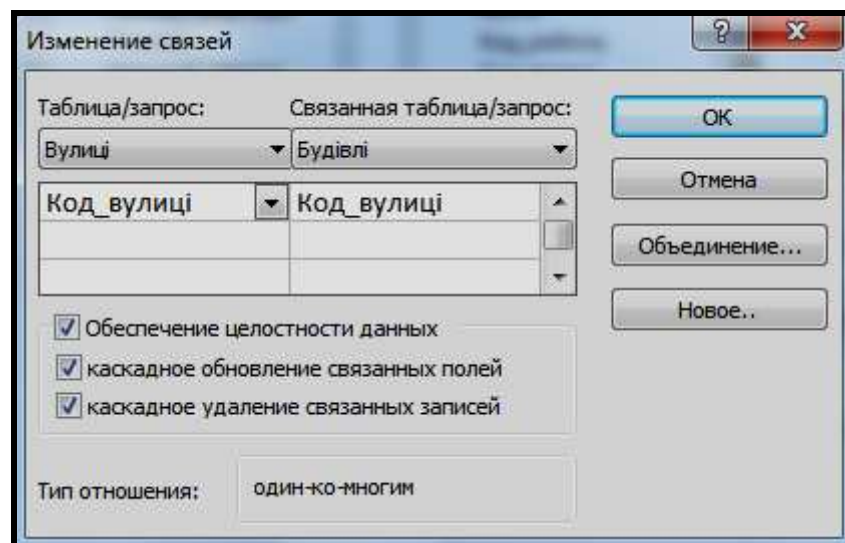 Изменение связей
Таблица/запрос: Связанная таблица/запрос:
Вулиці Будівлі
Код_вулиці Код_вулиці
Обеспечение целостности данных
каскадное обновление связанных полей
каскадное удаление связанных записей
Тип отношения: один-ко-многим
ОК
Отмена
Объединение...
Новое..